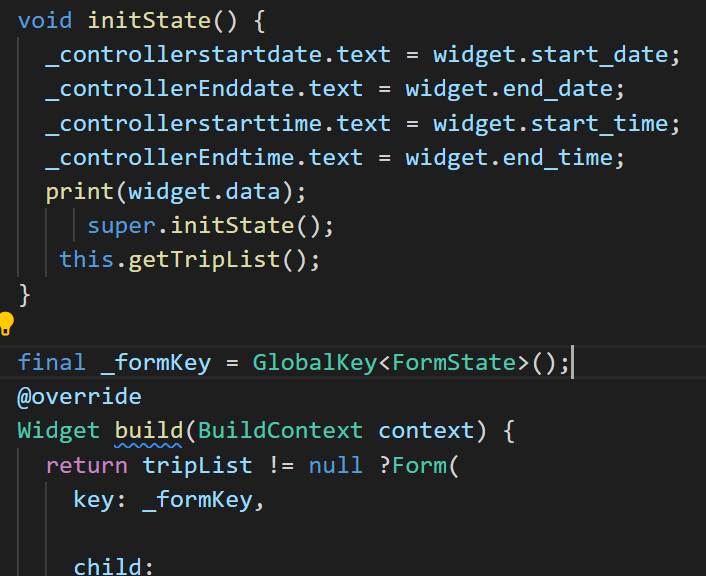 void initState() {
_controllerstartdate.text = widget.start_date;
_controllerEnddate.text = widget.end_date;
_controllerstarttime.text = widget.start_time;
_controllerEndtime.text = widget.end_time;
print(widget.data);
super.initState();
this.getTripList();
}
final _formKey = GlobalKey<FormState>();
@override
Widget build(BuildContext context) {
return tripList != null ?Form(
key: _formKey,
child: